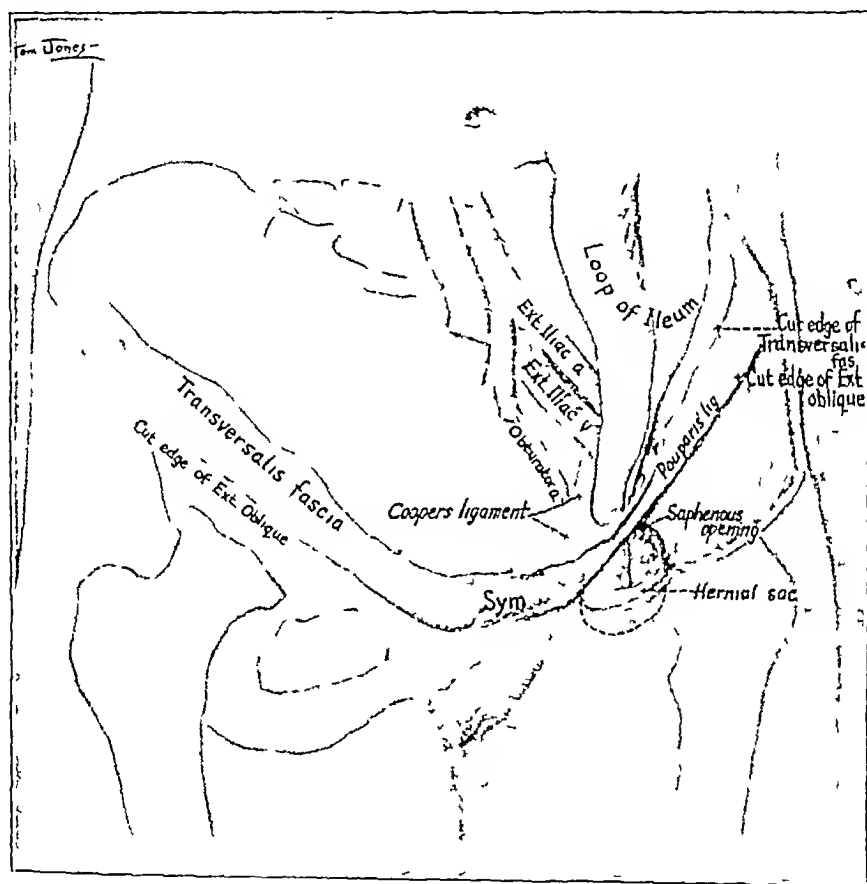 Tom Jones-
Loop of Ileum
Ext. Iliac a
Ext. Iliac v
Obturator a
Cut edge of
Transversalis
fas
Cut edge of Ext
oblique
Pouparts lig
Transversalis fascia
Cut edge of Ext. Oblique
Coopers ligament
Saphenous
opening
Sym
Hernial sac